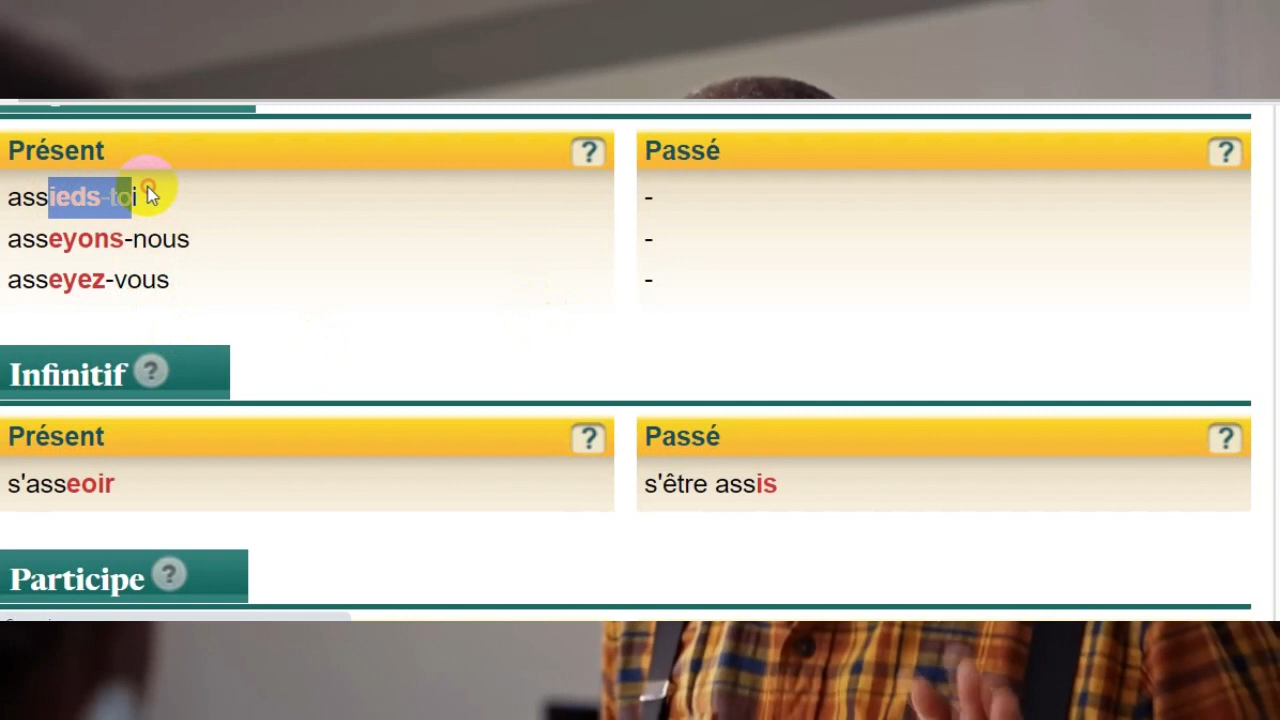 Présent ?
Passé ?
assieds-toi
-
asseyons-nous
-
asseyez-vous
-
Infinitif ?
Présent ?
Passé ?
s'asseoir
s'être assis
Participe ?